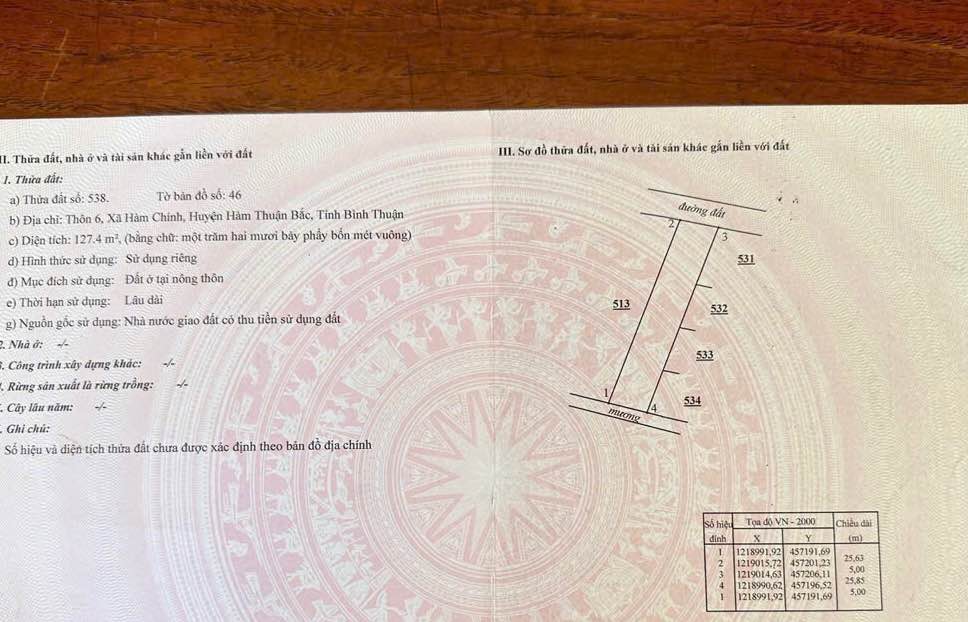 II. Thửa đất, nhà ở và tài sản khác gắn liền với đất
1. Thửa đất:
a) Thửa đất số: 538. Tờ bản đồ số: 46
b) Địa chỉ: Thôn 6, Xã Hàm Chính, Huyện Hàm Thuận Bắc, Tỉnh Bình Thuận
c) Diện tích: 127.4 m², (bằng chữ: một trăm hai mươi bảy phẩy bốn mét vuông)
d) Hình thức sử dụng: Sử dụng riêng
đ) Mục đích sử dụng: Đất ở tại nông thôn
e) Thời hạn sử dụng: Lâu dài
g) Nguồn gốc sử dụng: Nhà nước giao đất có thu tiền sử dụng đất
2. Nhà ở: -/-
3. Công trình xây dựng khác: -/-
. Rừng sản xuất là rừng trồng: -/-
. Cây lâu năm: -/-
. Ghi chú:
Số hiệu và diện tích thửa đất chưa được xác định theo bản đồ địa chính
III. Sơ đồ thửa đất, nhà ở và tài sản khác gắn liền với đất
đường đất
2
3
531
513
532
533
1
534
4
mương
Số hiệu đỉnh Tọa độ VN - 2000 Chiều dài
X Y (m)
1 1218991,92 457191,69
25,63
2 1219015,72 457201,23
5,00
3 1219014,63 457206,11
25,85
4 1218990,62 457196,52
5,00
1 1218991,92 457191,69